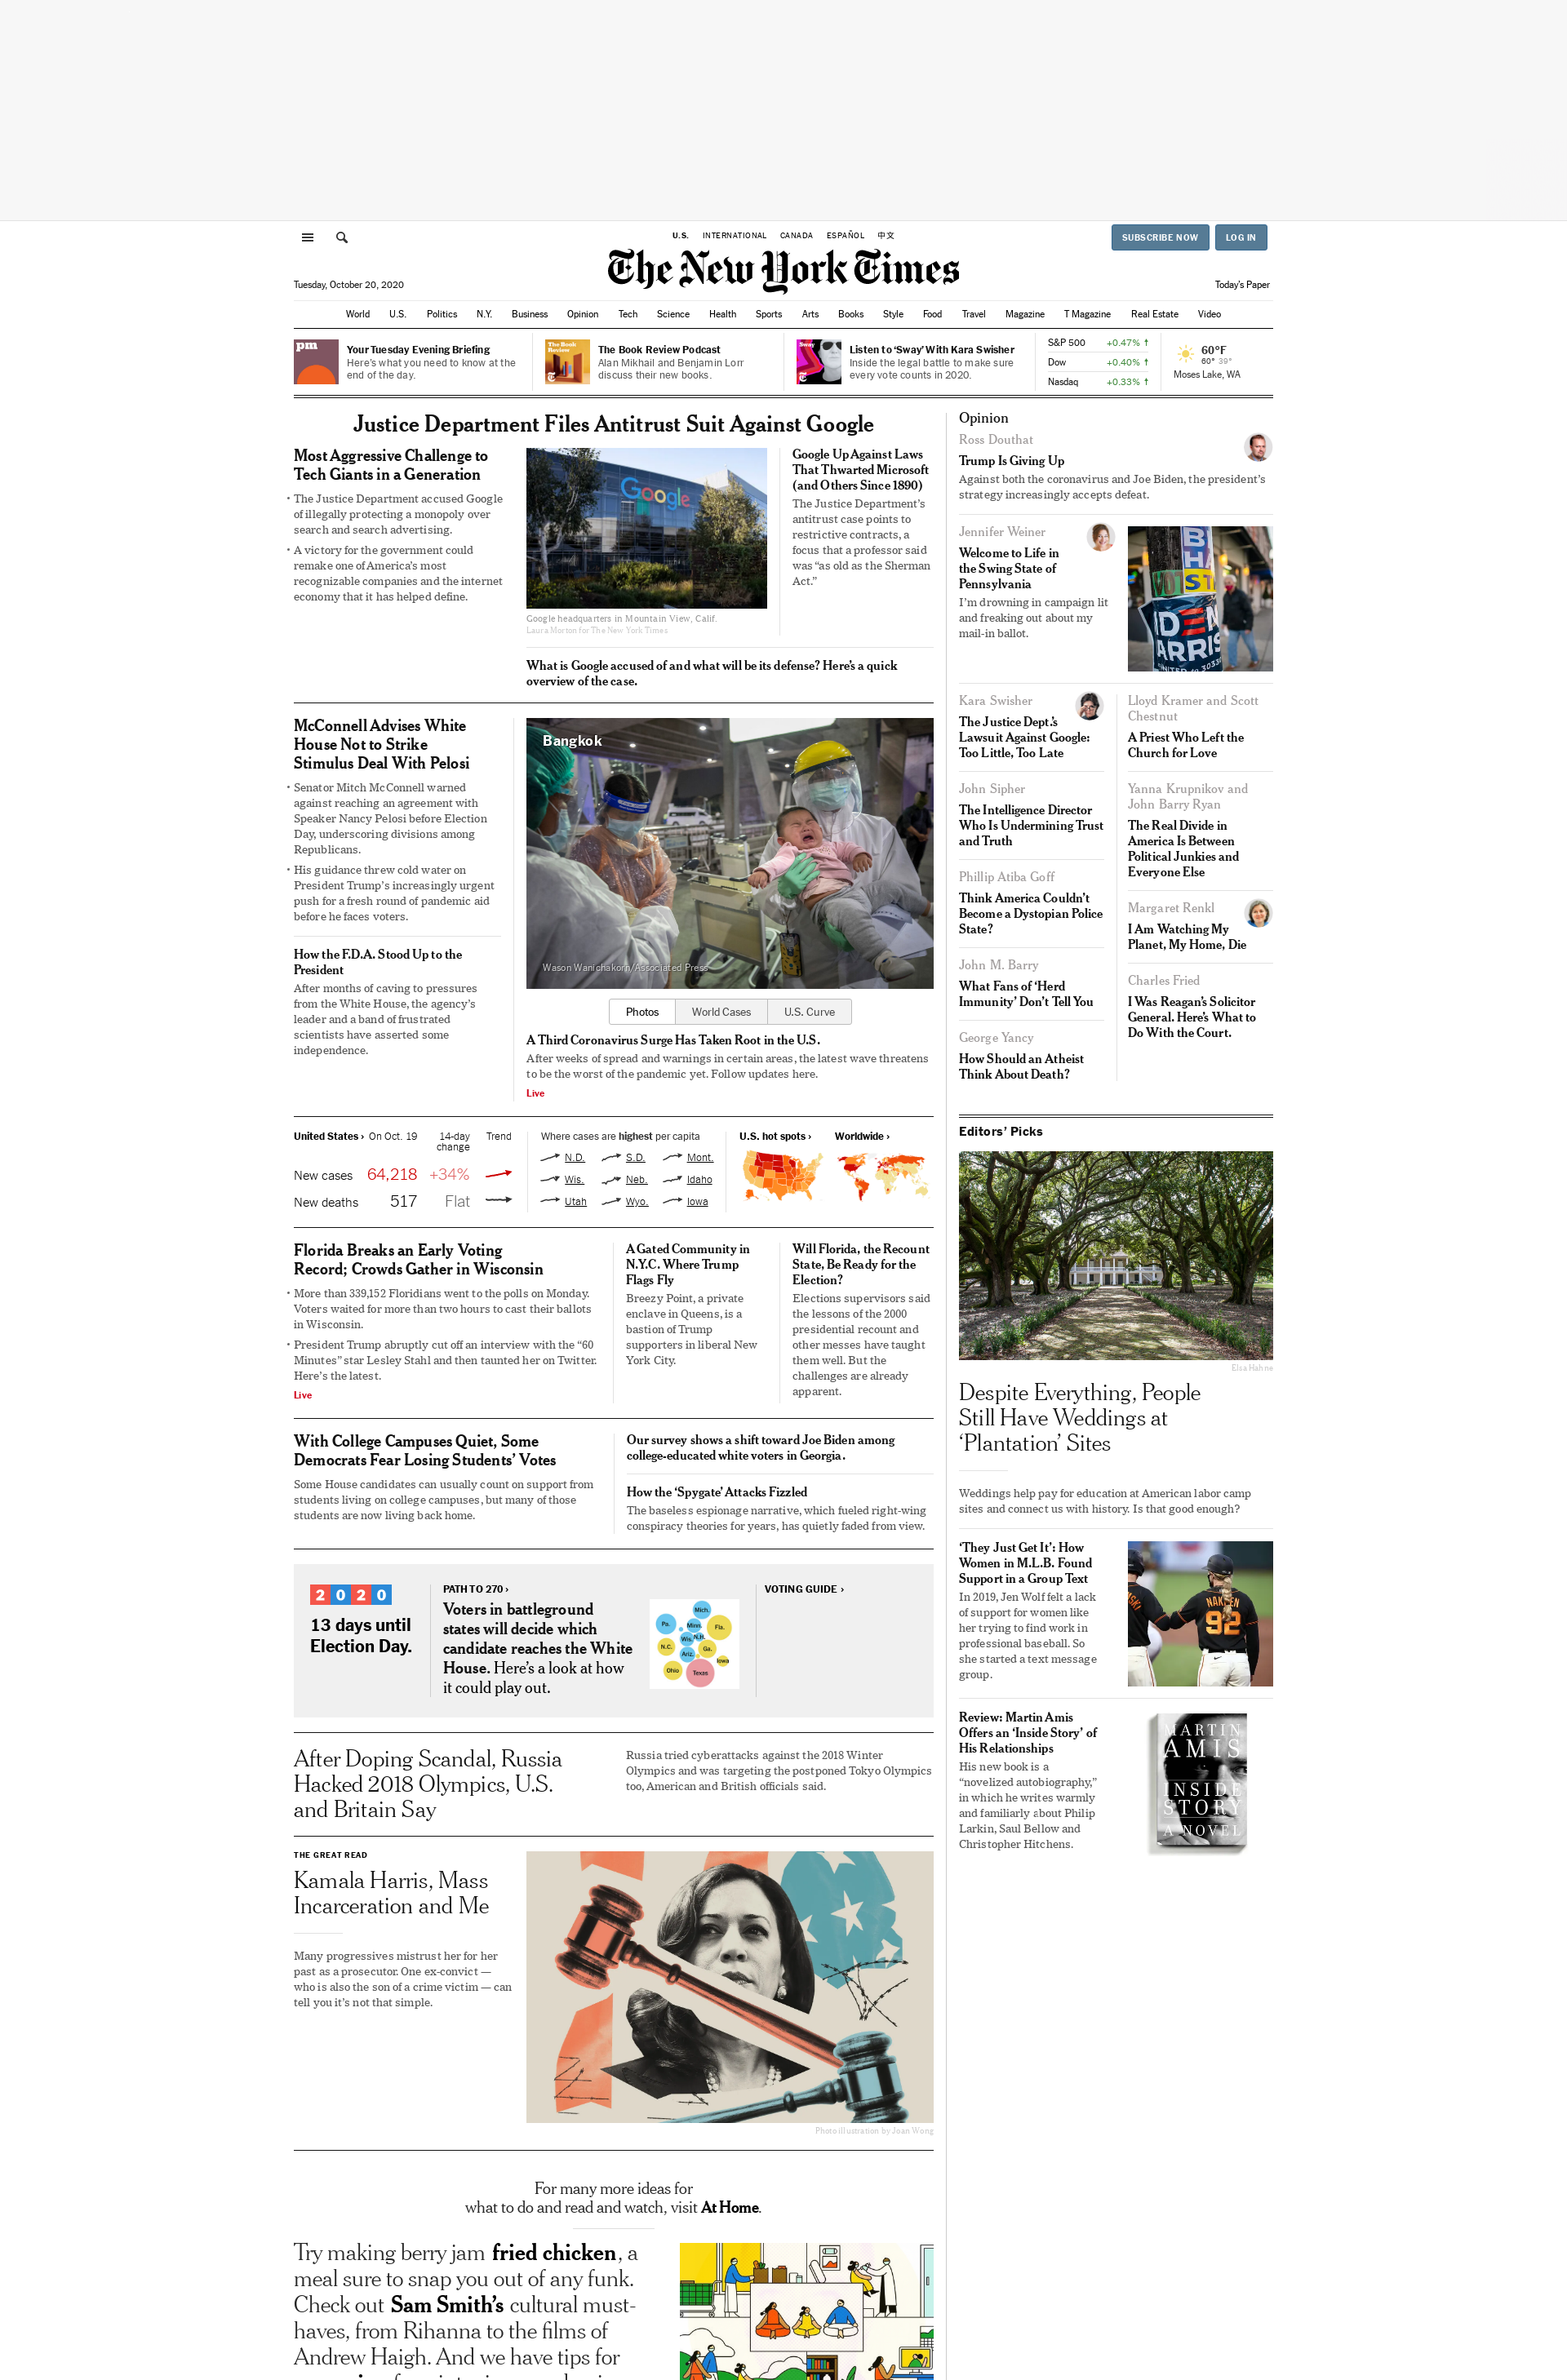 U.S. INTERNATIONAL CANADA ESPAÑOL 中文
SUBSCRIBE NOW LOG IN
The New York Times
Tuesday, October 20, 2020
Today's Paper
World U.S. Politics N.Y. Business Opinion Tech Science Health Sports Arts Books Style Food Travel Magazine T Magazine Real Estate Video
pm
Your Tuesday Evening Briefing
Here's what you need to know at the
end of the day.
The Book
Review
The Book Review Podcast
Alan Mikhail and Benjamin Lorr
discuss their new books.
Sway
Listen to 'Sway' With Kara Swisher
Inside the legal battle to make sure
every vote counts in 2020.
S&P 500 +0.47% ↑
Dow +0.40% ↑
Nasdaq +0.33% ↑
60°F
60° 39°
Moses Lake, WA
Justice Department Files Antitrust Suit Against Google
Most Aggressive Challenge to
Tech Giants in a Generation
• The Justice Department accused Google
of illegally protecting a monopoly over
search and search advertising.
• A victory for the government could
remake one of America's most
recognizable companies and the internet
economy that it has helped define.
Google
Google headquarters in Mountain View, Calif.
Laura Morton for The New York Times
Google Up Against Laws
That Thwarted Microsoft
(and Others Since 1890)
The Justice Department's
antitrust case points to
restrictive contracts, a
focus that a professor said
was “as old as the Sherman
Act.”
What is Google accused of and what will be its defense? Here's a quick
overview of the case.
McConnell Advises White
House Not to Strike
Stimulus Deal With Pelosi
• Senator Mitch McConnell warned
against reaching an agreement with
Speaker Nancy Pelosi before Election
Day, underscoring divisions among
Republicans.
• His guidance threw cold water on
President Trump's increasingly urgent
push for a fresh round of pandemic aid
before he faces voters.
How the F.D.A. Stood Up to the
President
After months of caving to pressures
from the White House, the agency's
leader and a band of frustrated
scientists have asserted some
independence.
Bangkok
Wason Wanichakorn/Associated Press
Photos World Cases U.S. Curve
A Third Coronavirus Surge Has Taken Root in the U.S.
After weeks of spread and warnings in certain areas, the latest wave threatens
to be the worst of the pandemic yet. Follow updates here.
Live
United States › On Oct. 19 14-day
change Trend
New cases 64,218 +34%
New deaths 517 Flat
Where cases are highest per capita
N.D. S.D. Mont.
Wis. Neb. Idaho
Utah Wyo. Iowa
U.S. hot spots › Worldwide ›
Florida Breaks an Early Voting
Record; Crowds Gather in Wisconsin
• More than 339,152 Floridians went to the polls on Monday.
Voters waited for more than two hours to cast their ballots
in Wisconsin.
• President Trump abruptly cut off an interview with the “60
Minutes” star Lesley Stahl and then taunted her on Twitter.
Here's the latest.
Live
A Gated Community in
N.Y.C. Where Trump
Flags Fly
Breezy Point, a private
enclave in Queens, is a
bastion of Trump
supporters in liberal New
York City.
Will Florida, the Recount
State, Be Ready for the
Election?
Elections supervisors said
the lessons of the 2000
presidential recount and
other messes have taught
them well. But the
challenges are already
apparent.
With College Campuses Quiet, Some
Democrats Fear Losing Students' Votes
Some House candidates can usually count on support from
students living on college campuses, but many of those
students are now living back home.
Our survey shows a shift toward Joe Biden among
college-educated white voters in Georgia.
How the 'Spygate' Attacks Fizzled
The baseless espionage narrative, which fueled right-wing
conspiracy theories for years, has quietly faded from view.
2020
13 days until
Election Day.
PATH TO 270 ›
Voters in battleground
states will decide which
candidate reaches the White
House. Here's a look at how
it could play out.
Mich.
Pa. Minn. Fla.
Wis. N.H.
N.C. Ga.
Ariz.
Iowa
Ohio Texas
VOTING GUIDE ›
After Doping Scandal, Russia
Hacked 2018 Olympics, U.S.
and Britain Say
Russia tried cyberattacks against the 2018 Winter
Olympics and was targeting the postponed Tokyo Olympics
too, American and British officials said.
THE GREAT READ
Kamala Harris, Mass
Incarceration and Me
Many progressives mistrust her for her
past as a prosecutor. One ex-convict —
who is also the son of a crime victim — can
tell you it's not that simple.
Photo illustration by Joan Wong
For many more ideas for
what to do and read and watch, visit At Home.
Try making berry jam fried chicken, a
meal sure to snap you out of any funk.
Check out Sam Smith's cultural must-
haves, from Rihanna to the films of
Andrew Haigh. And we have tips for
Opinion
Ross Douthat
Trump Is Giving Up
Against both the coronavirus and Joe Biden, the president's
strategy increasingly accepts defeat.
Jennifer Weiner
Welcome to Life in
the Swing State of
Pennsylvania
I'm drowning in campaign lit
and freaking out about my
mail-in ballot.
Kara Swisher
The Justice Dept.'s
Lawsuit Against Google:
Too Little, Too Late
John Sipher
The Intelligence Director
Who Is Undermining Trust
and Truth
Phillip Atiba Goff
Think America Couldn't
Become a Dystopian Police
State?
John M. Barry
What Fans of 'Herd
Immunity' Don't Tell You
George Yancy
How Should an Atheist
Think About Death?
Lloyd Kramer and Scott
Chestnut
A Priest Who Left the
Church for Love
Yanna Krupnikov and
John Barry Ryan
The Real Divide in
America Is Between
Political Junkies and
Everyone Else
Margaret Renkl
I Am Watching My
Planet, My Home, Die
Charles Fried
I Was Reagan's Solicitor
General. Here's What to
Do With the Court.
Editors' Picks
Elsa Hahne
Despite Everything, People
Still Have Weddings at
'Plantation' Sites
Weddings help pay for education at American labor camp
sites and connect us with history. Is that good enough?
'They Just Get It': How
Women in M.L.B. Found
Support in a Group Text
In 2019, Jen Wolf felt a lack
of support for women like
her trying to find work in
professional baseball. So
she started a text message
group.
NAKKEN
92
Review: Martin Amis
Offers an 'Inside Story' of
His Relationships
His new book is a
“novelized autobiography,”
in which he writes warmly
and familiarly about Philip
Larkin, Saul Bellow and
Christopher Hitchens.
MARTIN
AMIS
INSIDE
STORY
A NOVEL